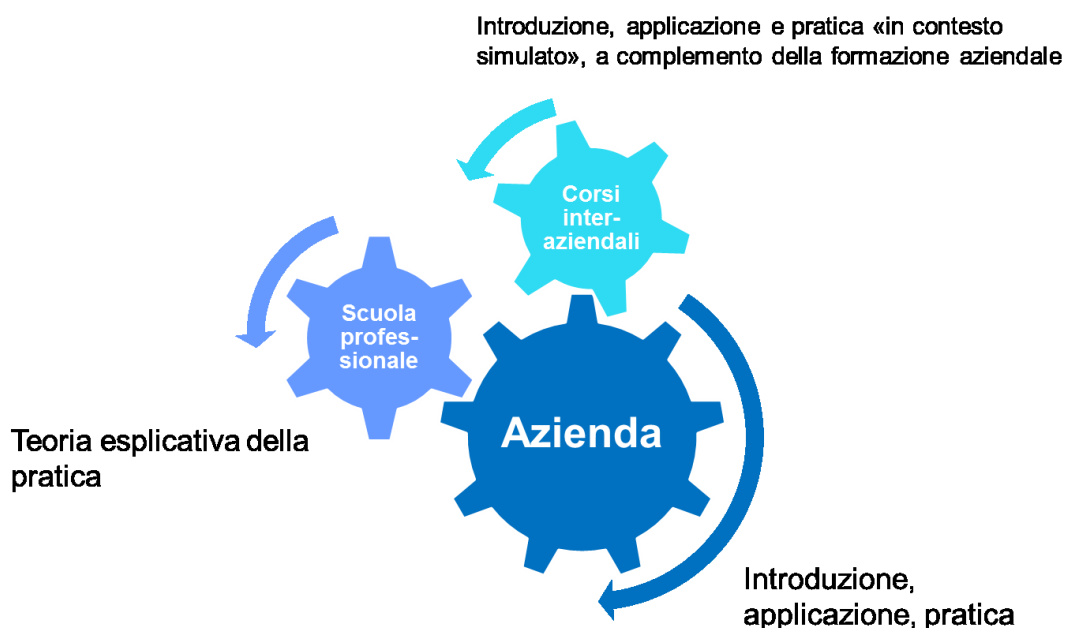 Introduzione, applicazione e pratica «in contesto
simulato», a complemento della formazione aziendale
Corsi
inter-
aziendali
Scuola
profes-
sionale
Azienda
Teoria esplicativa della
pratica
Introduzione,
applicazione, pratica